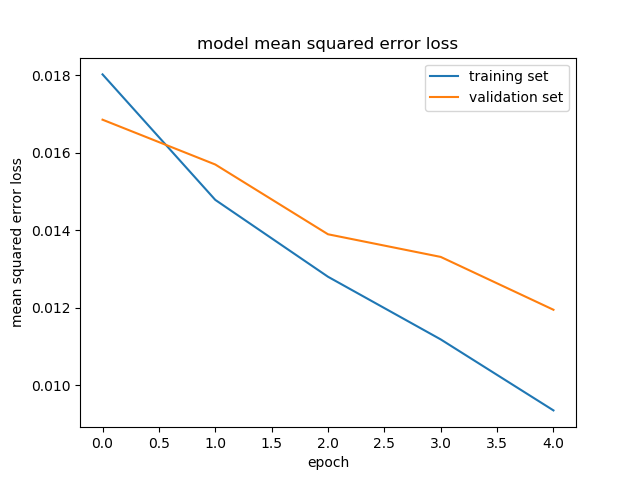 model mean squared error loss
training set
validation set
mean squared error loss
0.018
0.016
0.014
0.012
0.010
0.0 0.5 1.0 1.5 2.0 2.5 3.0 3.5 4.0
epoch